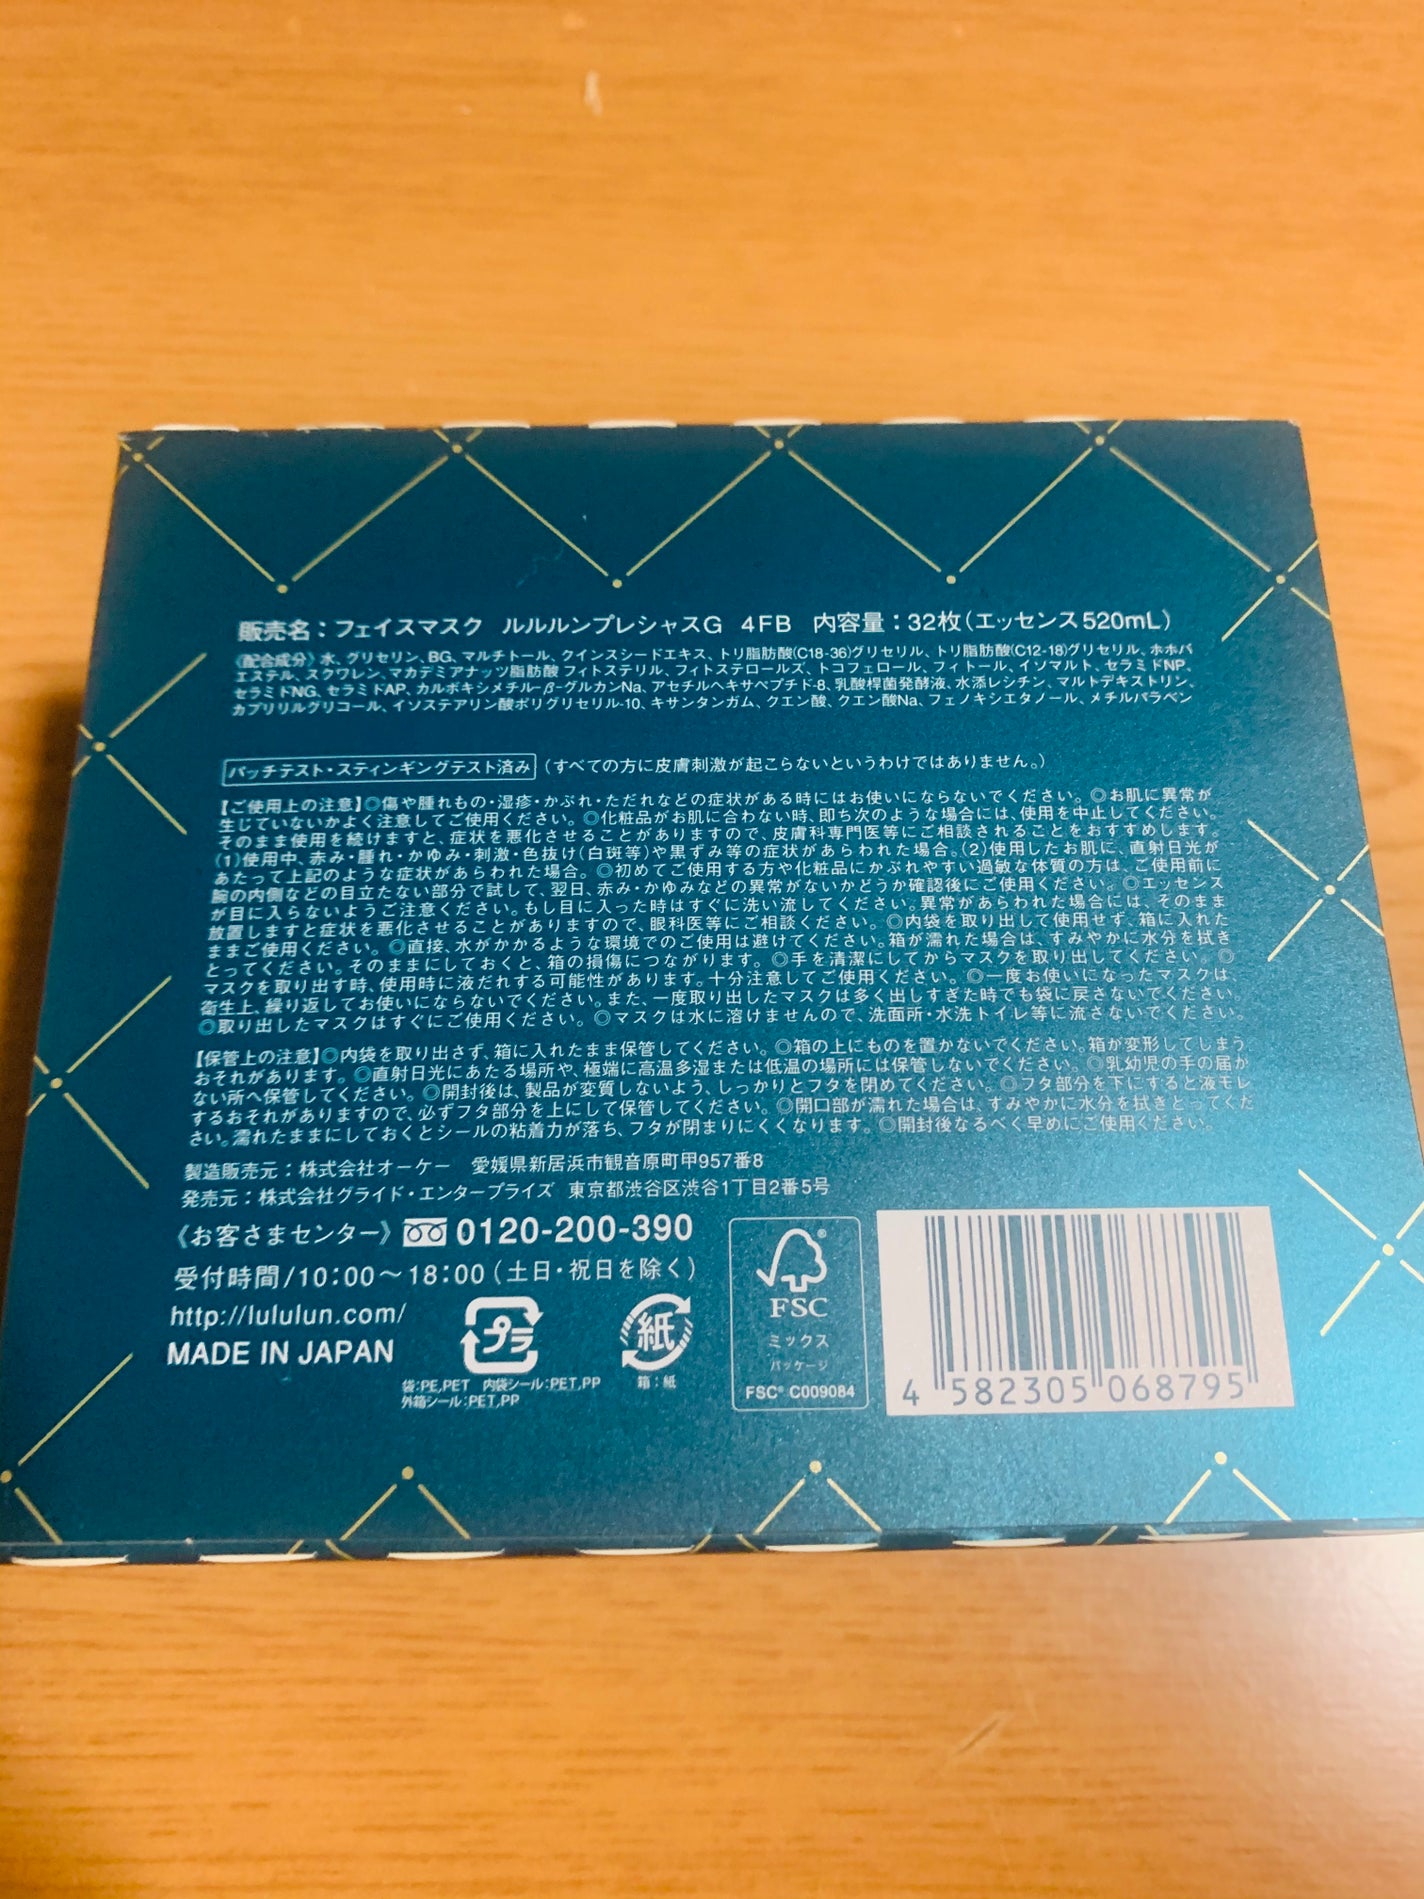 販売名：フェイスマスク ルルルンプレシャスG 4FB 内容量：32枚（エッセンス520mL）
《配合成分》水、グリセリン、BG、マルチトール、クインスシードエキス、トリ脂肪酸(C18-36)グリセリル、トリ脂肪酸(C12-18)グリセリル、ホホバ
エステル、スクワレン、マカデミアナッツ脂肪酸フィトステリル、フィトステロールズ、トコフェロール、フィトール、イソマルト、セラミドNP、
セラミドNG、セラミドAP、カルボキシメチル-β-グルカンNa、アセチルヘキサペプチド-8、乳酸桿菌発酵液、水添レシチン、マルトデキストリン、
カプリリルグリコール、イソステアリン酸ポリグリセリル-10、キサンタンガム、クエン酸、クエン酸Na、フェノキシエタノール、メチルパラベン
パッチテスト・スティンギングテスト済み（すべての方に皮膚刺激が起こらないというわけではありません。）
【ご使用上の注意】◎傷や腫れもの・湿疹・かぶれ・ただれなどの症状がある時にはお使いにならないでください。◎お肌に異常が
生じていないかよく注意してご使用ください。◎化粧品がお肌に合わない時、即ち次のような場合には、使用を中止してください。
そのまま使用を続けますと、症状を悪化させることがありますので、皮膚科専門医等にご相談されることをおすすめします。
(1)使用中、赤み・腫れ・かゆみ・刺激・色抜け(白斑等)や黒ずみ等の症状があらわれた場合。(2)使用したお肌に、直射日光が
あたって上記のような症状があらわれた場合。◎初めてご使用する方や化粧品にかぶれやすい過敏な体質の方は、ご使用前に
腕の内側などの目立たない部分で試して、翌日、赤み・かゆみなどの異常がないかどうか確認後にご使用ください。◎エッセンス
が目に入らないようご注意ください。もし目に入った時はすぐに洗い流してください。異常があらわれた場合には、そのまま
放置しますと症状を悪化させることがありますので、眼科医等にご相談ください。◎内袋を取り出して使用せず、箱に入れた
ままご使用ください。◎直接、水がかかるような環境でのご使用は避けてください。箱が濡れた場合は、すみやかに水分を拭き
とってください。そのままにしておくと、箱の損傷につながります。◎手を清潔にしてからマスクを取り出してください。◎
マスクを取り出す時、使用時に液だれする可能性があります。十分注意してご使用ください。◎一度お使いになったマスクは
衛生上、繰り返してお使いにならないでください。また、一度取り出したマスクは多く出しすぎた時でも袋に戻さないでください。
◎取り出したマスクはすぐにご使用ください。◎マスクは水に溶けませんので、洗面所・水洗トイレ等に流さないでください。
【保管上の注意】◎内袋を取り出さず、箱に入れたまま保管してください。◎箱の上にものを置かないでください。箱が変形してしまう
おそれがあります。◎直射日光にあたる場所や、極端に高温多湿または低温の場所には保管しないでください。◎乳幼児の手の届か
ない所へ保管してください。◎開封後は、製品が変質しないよう、しっかりとフタを閉めてください。◎フタ部分を下にすると液モレ
するおそれがありますので、必ずフタ部分を上にして保管してください。◎開口部が濡れた場合は、すみやかに水分を拭きとってくだ
さい。濡れたままにしておくとシールの粘着力が落ち、フタが閉まりにくくなります。◎開封後なるべく早めにご使用ください。
製造販売元：株式会社オーケー 愛媛県新居浜市観音原町甲957番8
発売元：株式会社グライド・エンタープライズ 東京都渋谷区渋谷1丁目2番5号
《お客さまセンター》0120-200-390
受付時間/10:00〜18:00（土日・祝日を除く）
http://lululun.com/
MADE IN JAPAN
プラ
袋：PE,PET 内袋シール：PET,PP
外箱シール：PET,PP
紙
箱：紙
FSC
ミックス
パッケージ
FSC® C009084
4 582305 068795